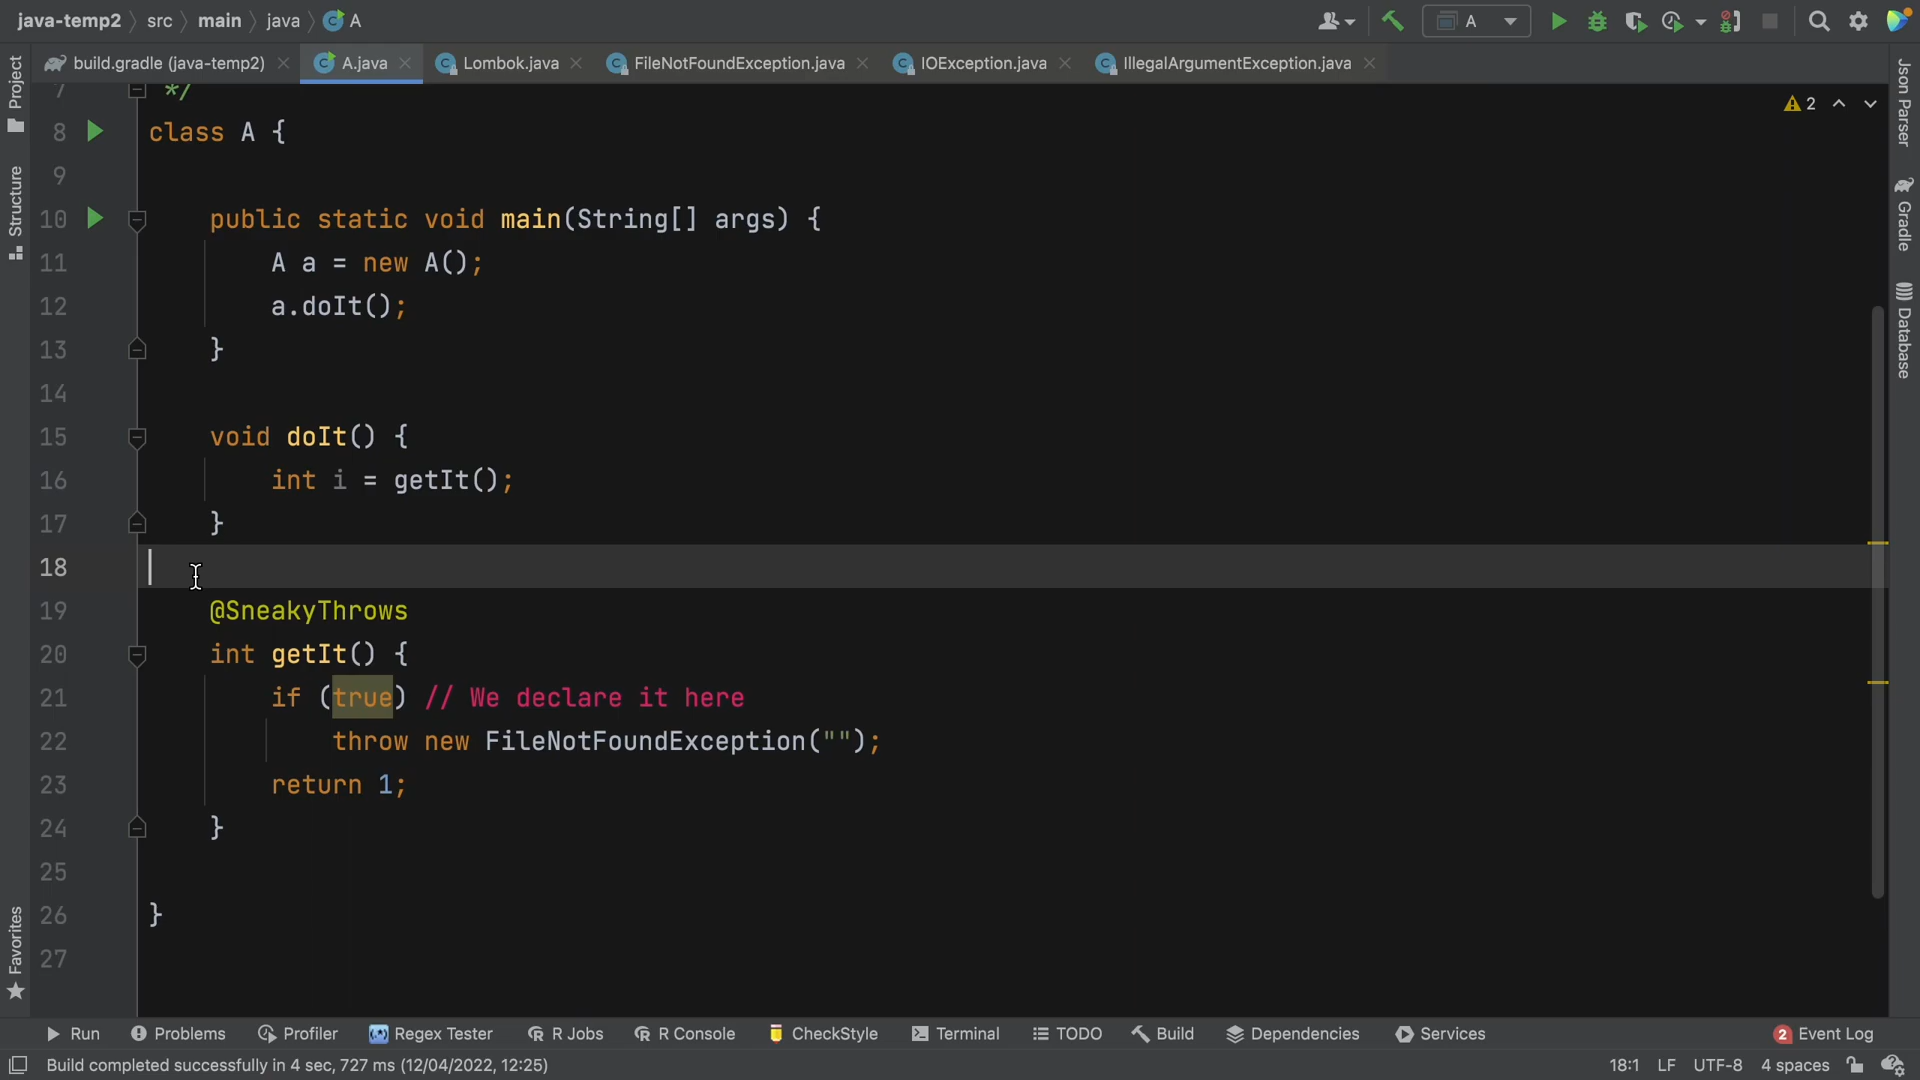 java-temp2 src main java A
A
build.gradle (java-temp2) A.java Lombok.java FileNotFoundException.java IOException.java IllegalArgumentException.java
Project
Structure
Favorites
Json Parser
Gradle
Database
2
7 */
8 class A {
9
10 public static void main(String[] args) {
11 A a = new A();
12 a.doIt();
13 }
14
15 void doIt() {
16 int i = getIt();
17 }
18
19 @SneakyThrows
20 int getIt() {
21 if (true) // We declare it here
22 throw new FileNotFoundException("");
23 return 1;
24 }
25
26 }
27
Run Problems Profiler Regex Tester R Jobs R Console CheckStyle Terminal TODO Build Dependencies Services 2 Event Log
Build completed successfully in 4 sec, 727 ms (12/04/2022, 12:25) 18:1 LF UTF-8 4 spaces